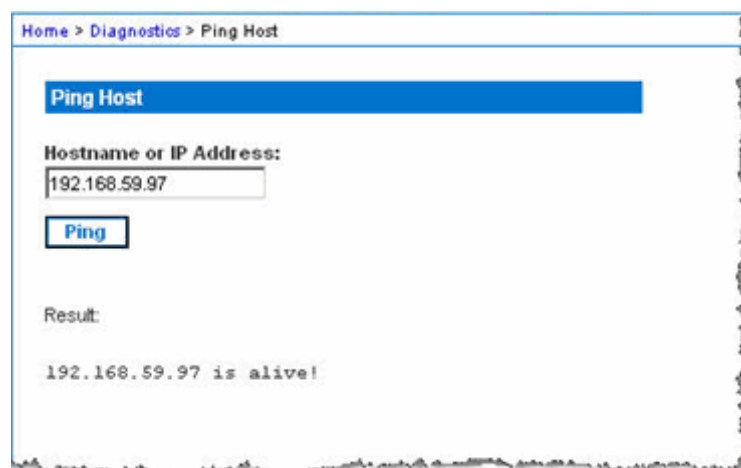 Home > Diagnostics > Ping Host
Ping Host
Hostname or IP Address:
192.168.59.97
Ping
Result:
192.168.59.97 is alive!